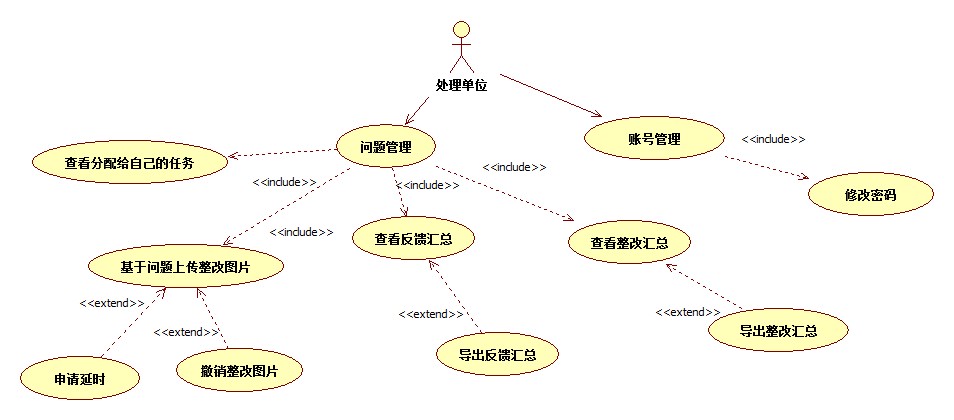 处理单位
问题管理
账号管理
<<include>>
查看分配给自己的任务
<<include>>
<<include>>
<<include>>
修改密码
<<include>>
查看反馈汇总
查看整改汇总
基于问题上传整改图片
<<extend>>
<<extend>>
<<extend>>
<<extend>>
导出整改汇总
导出反馈汇总
申请延时
撤销整改图片